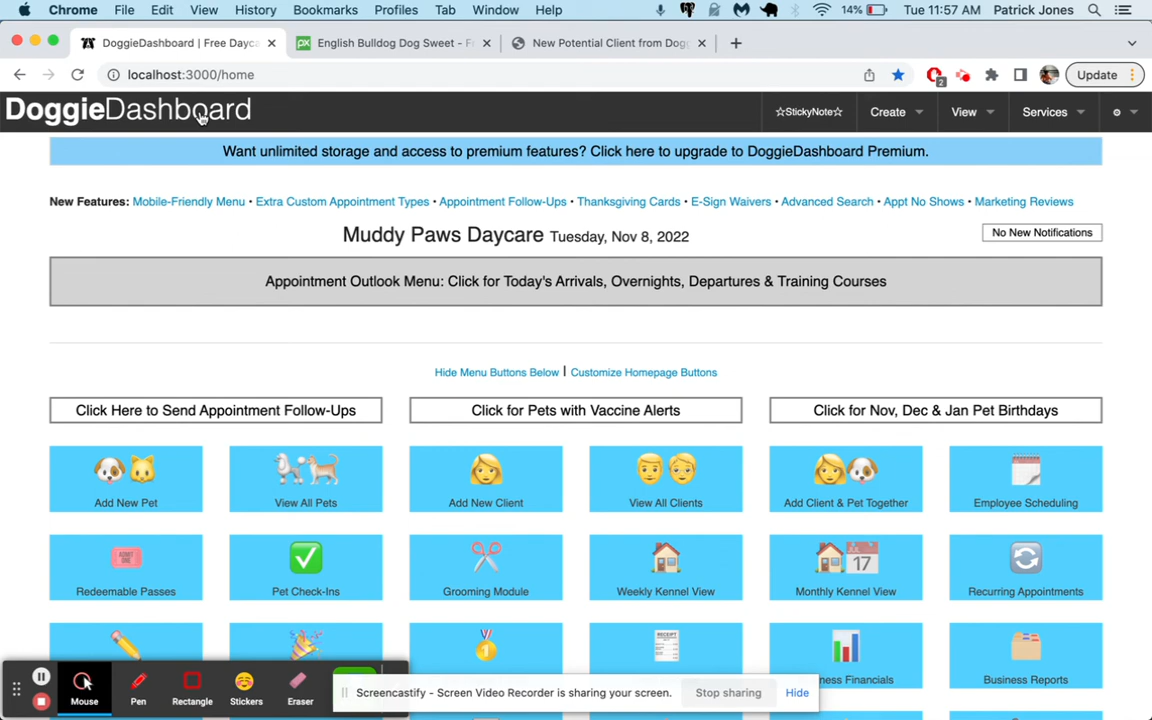 Chrome File Edit View History Bookmarks Profiles Tab Window Help 14% Tue 11:57 AM Patrick Jones
DoggieDashboard | Free Dayca English Bulldog Dog Sweet - F New Potential Client from Dogg
localhost:3000/home 2 Update
DoggieDashboard ☆StickyNote☆ Create View Services
Want unlimited storage and access to premium features? Click here to upgrade to DoggieDashboard Premium.
New Features: Mobile-Friendly Menu • Extra Custom Appointment Types • Appointment Follow-Ups • Thanksgiving Cards • E-Sign Waivers • Advanced Search • Appt No Shows • Marketing Reviews
Muddy Paws Daycare Tuesday, Nov 8, 2022 No New Notifications
Appointment Outlook Menu: Click for Today's Arrivals, Overnights, Departures & Training Courses
Hide Menu Buttons Below | Customize Homepage Buttons
Click Here to Send Appointment Follow-Ups Click for Pets with Vaccine Alerts Click for Nov, Dec & Jan Pet Birthdays
Add New Pet View All Pets Add New Client View All Clients Add Client & Pet Together Employee Scheduling
ADMIT ONE 17
Redeemable Passes Pet Check-Ins Grooming Module Weekly Kennel View Monthly Kennel View Recurring Appointments
RECEIPT
ness Financials Business Reports
Mouse Pen Rectangle Stickers Eraser Screencastify - Screen Video Recorder is sharing your screen. Stop sharing Hide